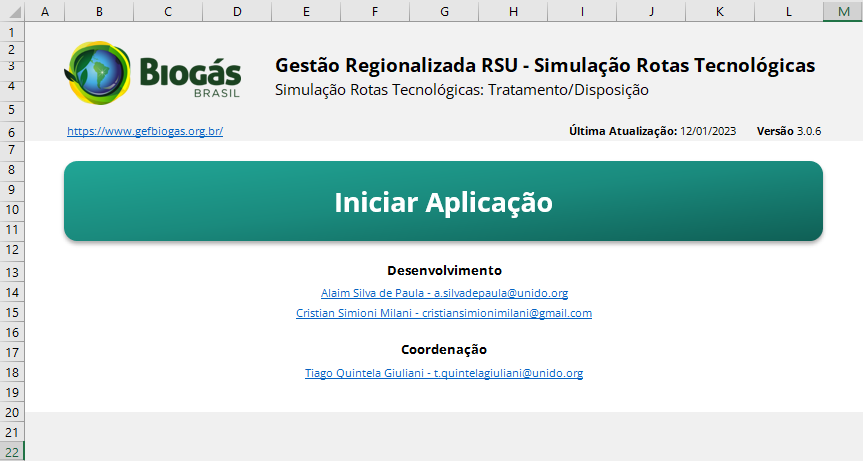 A B C D E F G H I J K L M
1
2
3
4
5
6
7
8
9
10
11
12
13
14
15
16
17
18
19
20
21
22
BIOGÁS
BRASIL
Gestão Regionalizada RSU - Simulação Rotas Tecnológicas
Simulação Rotas Tecnológicas: Tratamento/Disposição
https://www.gefbiogas.org.br/
Última Atualização: 12/01/2023 Versão 3.0.6
Iniciar Aplicação
Desenvolvimento
Alaim Silva de Paula - a.silvadepaula@unido.org
Cristian Simioni Milani - cristiansimionimilani@gmail.com
Coordenação
Tiago Quintela Giuliani - t.quintelagiuliani@unido.org